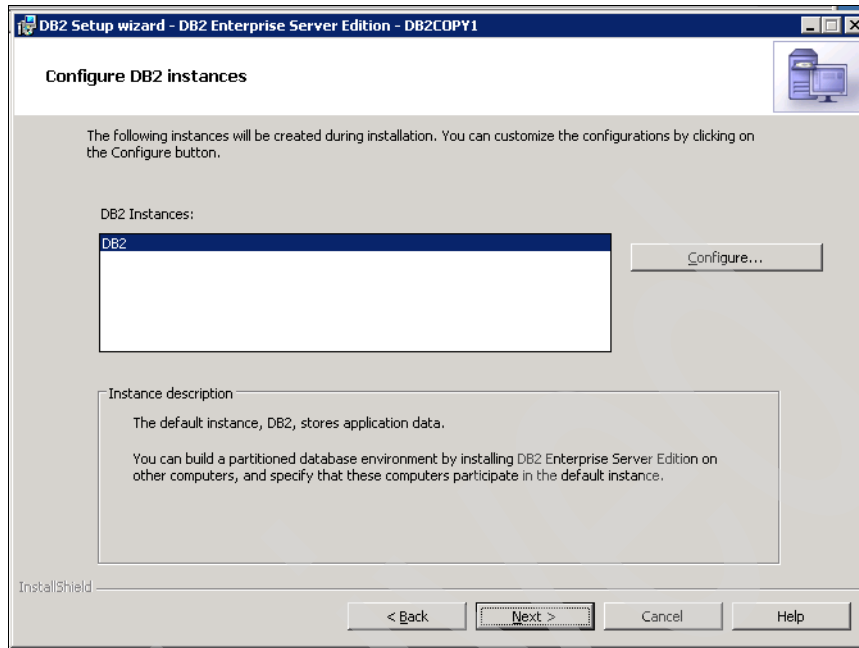 DB2 Setup wizard - DB2 Enterprise Server Edition - DB2COPY1
Configure DB2 instances
The following instances will be created during installation. You can customize the configurations by clicking on
the Configure button.
DB2 Instances:
DB2
Configure...
Instance description
The default instance, DB2, stores application data.
You can build a partitioned database environment by installing DB2 Enterprise Server Edition on
other computers, and specify that these computers participate in the default instance.
InstallShield
< Back
Next >
Cancel
Help